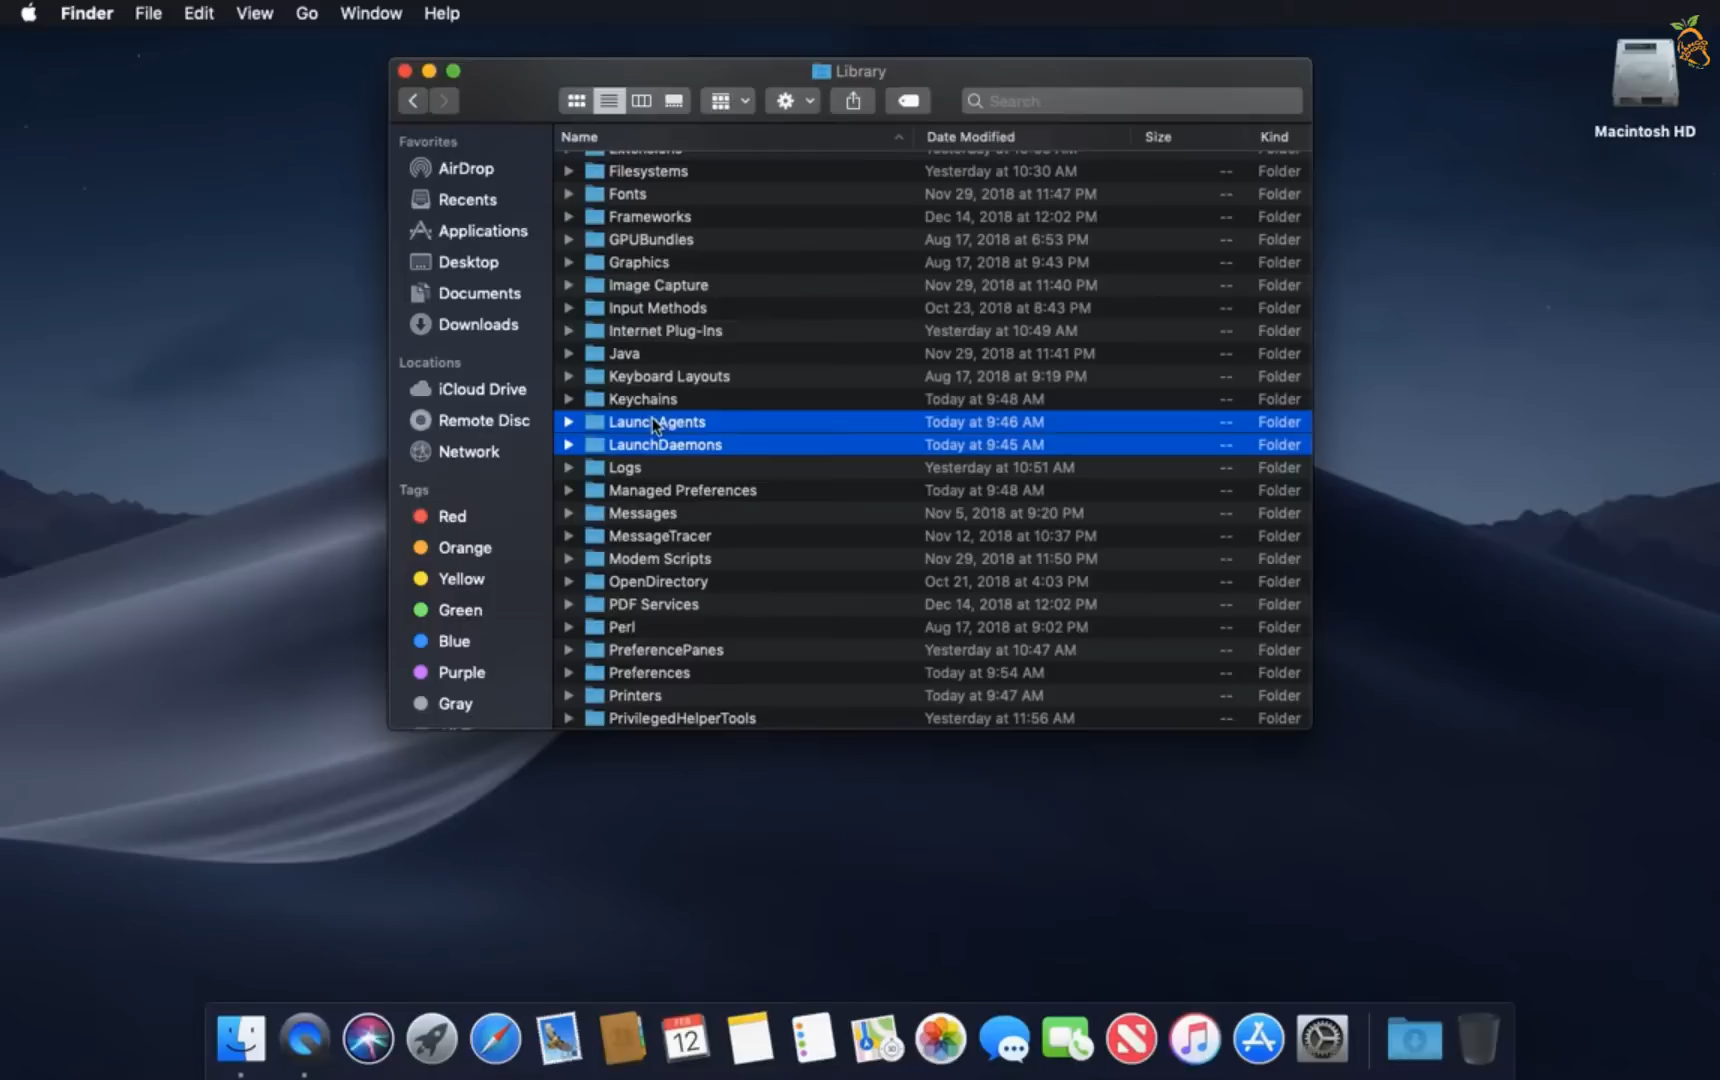 Finder File Edit View Go Window Help
Macintosh HD
Library
Search
Favorites
AirDrop
Recents
Applications
Desktop
Documents
Downloads
Locations
iCloud Drive
Remote Disc
Network
Tags
Red
Orange
Yellow
Green
Blue
Purple
Gray
Name Date Modified Size Kind
Filesystems Yesterday at 10:30 AM -- Folder
Fonts Nov 29, 2018 at 11:47 PM -- Folder
Frameworks Dec 14, 2018 at 12:02 PM -- Folder
GPUBundles Aug 17, 2018 at 6:53 PM -- Folder
Graphics Aug 17, 2018 at 9:43 PM -- Folder
Image Capture Nov 29, 2018 at 11:40 PM -- Folder
Input Methods Oct 23, 2018 at 8:43 PM -- Folder
Internet Plug-Ins Yesterday at 10:49 AM -- Folder
Java Nov 29, 2018 at 11:41 PM -- Folder
Keyboard Layouts Aug 17, 2018 at 9:19 PM -- Folder
Keychains Today at 9:48 AM -- Folder
LaunchAgents Today at 9:46 AM -- Folder
LaunchDaemons Today at 9:45 AM -- Folder
Logs Yesterday at 10:51 AM -- Folder
Managed Preferences Today at 9:48 AM -- Folder
Messages Nov 5, 2018 at 9:20 PM -- Folder
MessageTracer Nov 12, 2018 at 10:37 PM -- Folder
Modem Scripts Nov 29, 2018 at 11:50 PM -- Folder
OpenDirectory Oct 21, 2018 at 4:03 PM -- Folder
PDF Services Dec 14, 2018 at 12:02 PM -- Folder
Perl Aug 17, 2018 at 9:02 PM -- Folder
PreferencePanes Yesterday at 10:47 AM -- Folder
Preferences Today at 9:54 AM -- Folder
Printers Today at 9:47 AM -- Folder
PrivilegedHelperTools Yesterday at 11:56 AM -- Folder
FEB
12